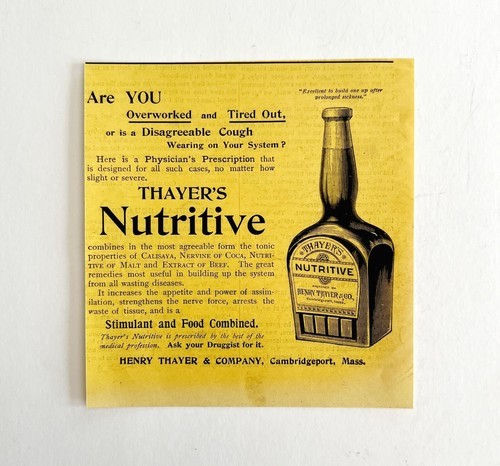 "Excellent to build one up after
prolonged sickness."
Are YOU
Overworked and Tired Out,
or is a Disagreeable Cough
Wearing on Your System?
Here is a Physician's Prescription that
is designed for all such cases, no matter how
slight or severe.
THAYER'S
Nutritive
combines in the most agreeable form the tonic
properties of CALISAYA, NERVINE OF COCA, NUTRI-
TIVE OF MALT and EXTRACT OF BEEF. The great
remedies most useful in building up the system
from all wasting diseases.
It increases the appetite and power of assim-
ilation, strengthens the nerve force, arrests the
waste of tissue, and is a
Stimulant and Food Combined.
Thayer's Nutritive is prescribed by the best of the
medical profession. Ask your Druggist for it.
HENRY THAYER & COMPANY, Cambridgeport, Mass.
THAYER'S
NUTRITIVE
HENRY THAYER & CO.